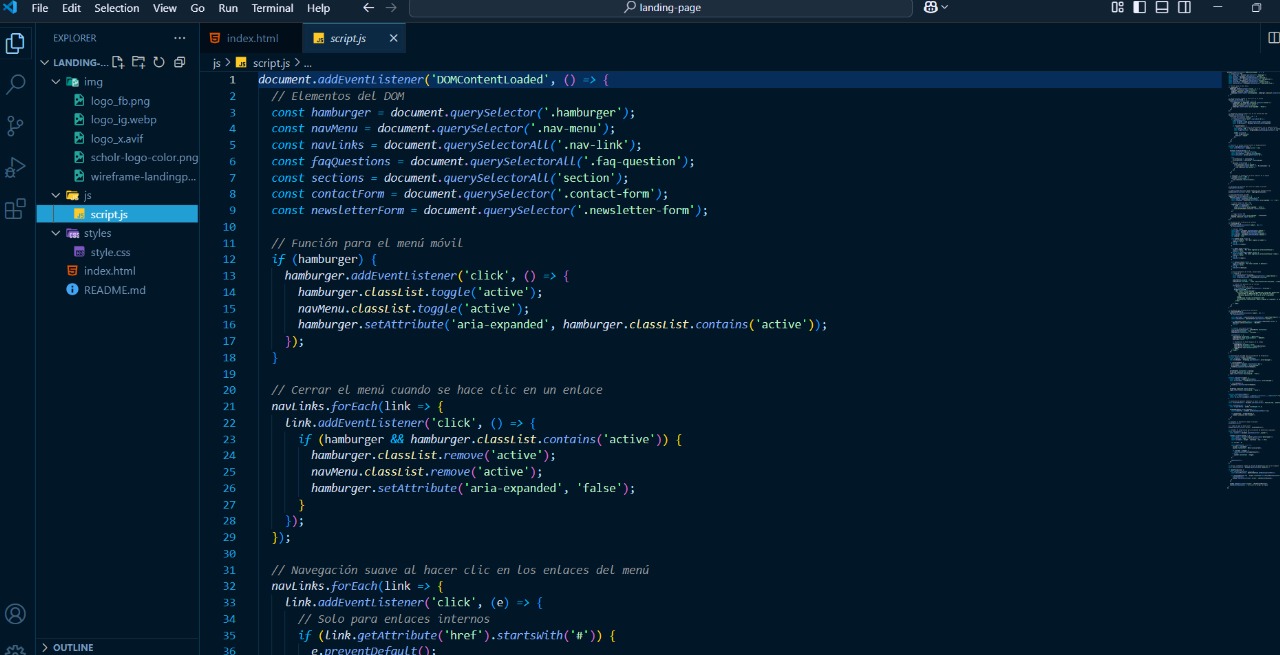 File Edit Selection View Go Run Terminal Help
landing-page
EXPLORER
LANDING-...
img
logo_fb.png
logo_ig.webp
logo_x.avif
scholr-logo-color.png
wireframe-landingp...
js
script.js
styles
style.css
index.html
README.md
OUTLINE
index.html script.js
js > script.js > ...
1 document.addEventListener('DOMContentLoaded', () => {
2 // Elementos del DOM
3 const hamburger = document.querySelector('.hamburger');
4 const navMenu = document.querySelector('.nav-menu');
5 const navLinks = document.querySelectorAll('.nav-link');
6 const faqQuestions = document.querySelectorAll('.faq-question');
7 const sections = document.querySelectorAll('section');
8 const contactForm = document.querySelector('.contact-form');
9 const newsletterForm = document.querySelector('.newsletter-form');
10
11 // Función para el menú móvil
12 if (hamburger) {
13 hamburger.addEventListener('click', () => {
14 hamburger.classList.toggle('active');
15 navMenu.classList.toggle('active');
16 hamburger.setAttribute('aria-expanded', hamburger.classList.contains('active'));
17 });
18 }
19
20 // Cerrar el menú cuando se hace clic en un enlace
21 navLinks.forEach(link => {
22 link.addEventListener('click', () => {
23 if (hamburger && hamburger.classList.contains('active')) {
24 hamburger.classList.remove('active');
25 navMenu.classList.remove('active');
26 hamburger.setAttribute('aria-expanded', 'false');
27 }
28 });
29 });
30
31 // Navegación suave al hacer clic en los enlaces del menú
32 navLinks.forEach(link => {
33 link.addEventListener('click', (e) => {
34 // Solo para enlaces internos
35 if (link.getAttribute('href').startsWith('#')) {
36 e.preventDefault();